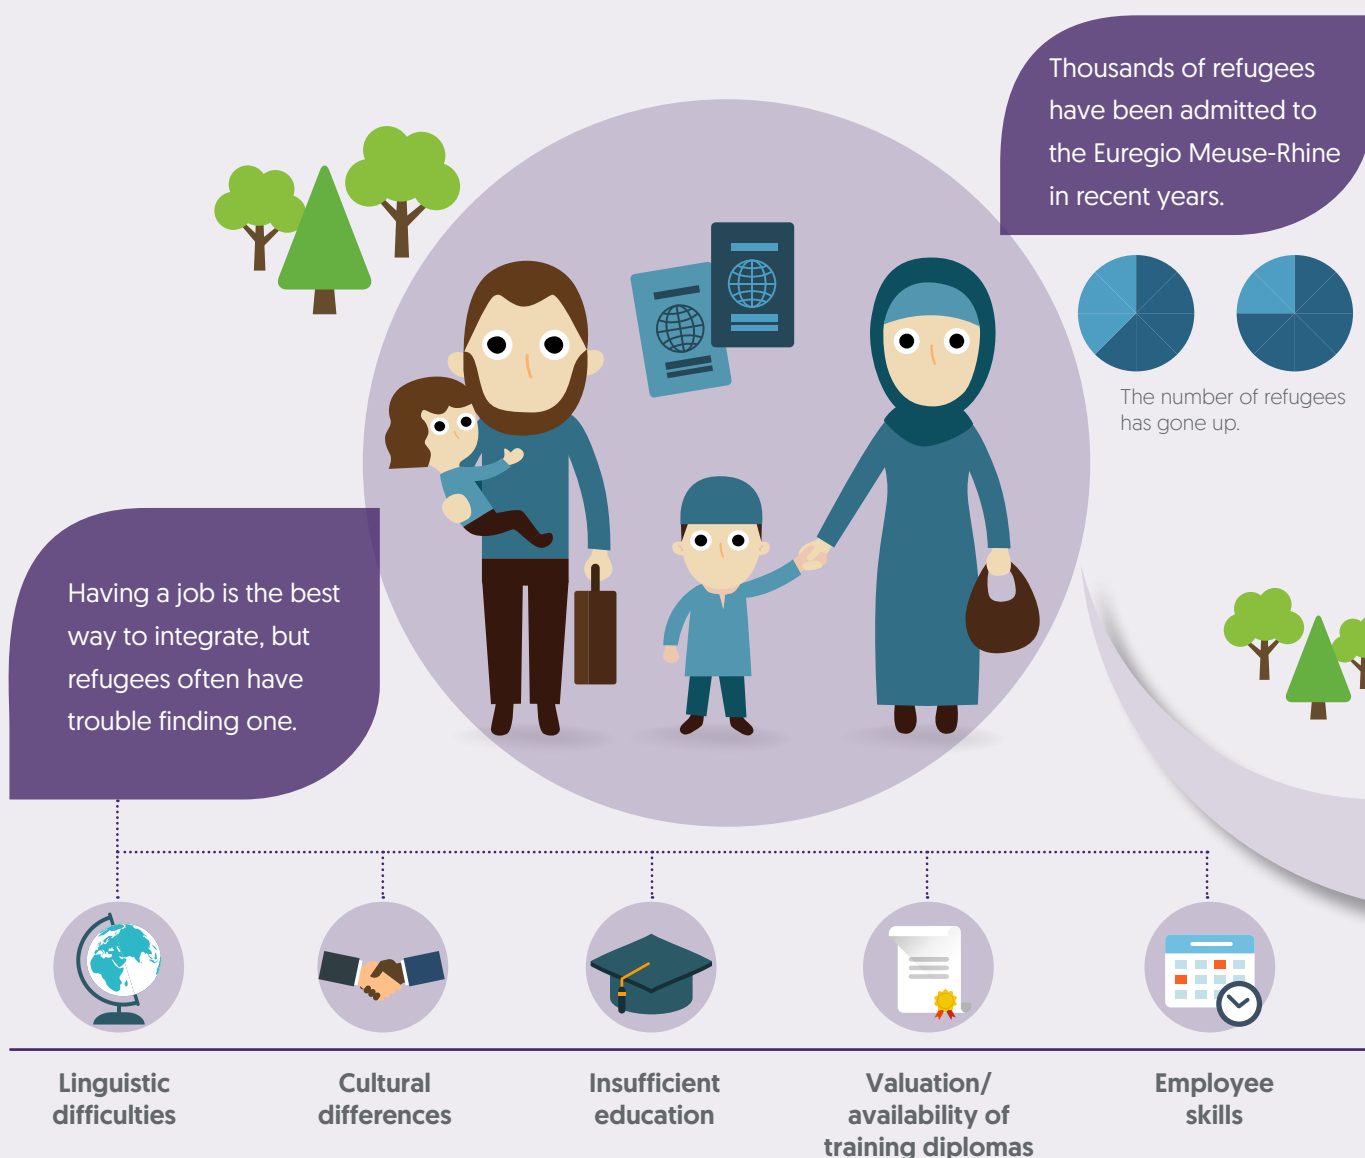 Thousands of refugees
have been admitted to
the Euregio Meuse-Rhine
in recent years.
The number of refugees
has gone up.
Having a job is the best
way to integrate, but
refugees often have
trouble finding one.
Linguistic
difficulties
Cultural
differences
Insufficient
education
Valuation/
availability of
training diplomas
Employee
skills